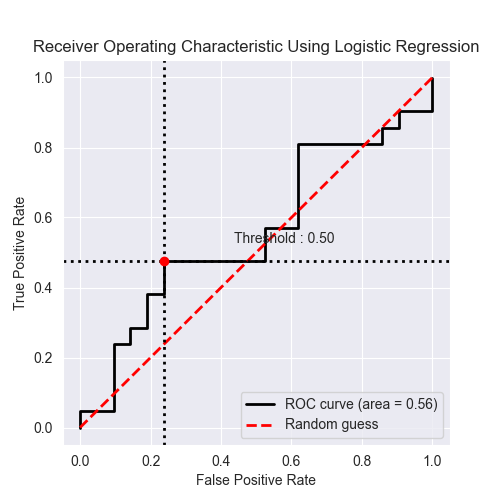 Receiver Operating Characteristic Using Logistic Regression
1.0
0.8
0.6
0.4
0.2
0.0
True Positive Rate
Threshold : 0.50
ROC curve (area = 0.56)
Random guess
0.0 0.2 0.4 0.6 0.8 1.0
False Positive Rate